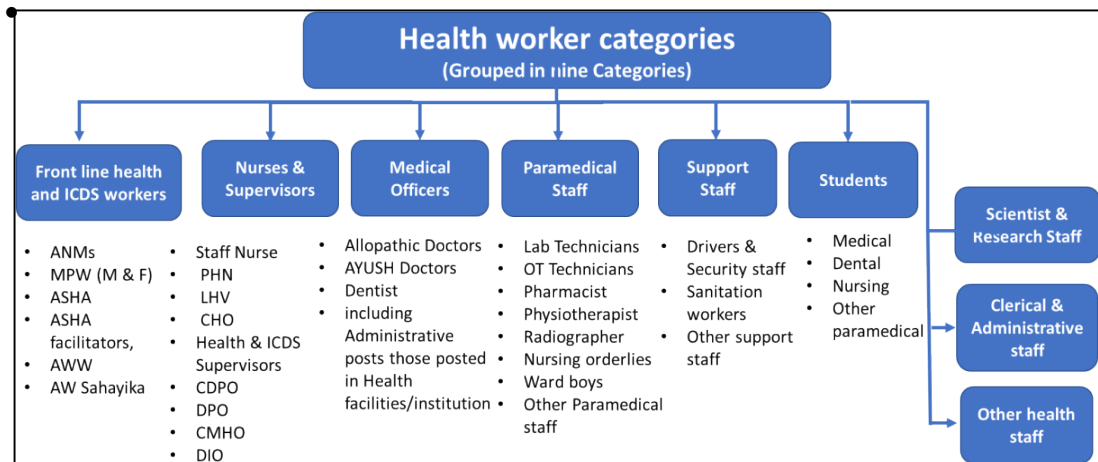 Health worker categories
(Grouped in nine Categories)
Front line health
and ICDS workers
• ANMs
• MPW (M & F)
• ASHA
• ASHA
facilitators,
• AWW
• AW Sahayika
Nurses &
Supervisors
• Staff Nurse
• PHN
• LHV
• CHO
• Health & ICDS
Supervisors
• CDPO
• DPO
• CMHO
• DIO
Medical
Officers
• Allopathic Doctors
• AYUSH Doctors
• Dentist
• including
Administrative
posts those posted
in Health
facilities/institution
Paramedical
Staff
• Lab Technicians
• OT Technicians
• Pharmacist
• Physiotherapist
• Radiographer
• Nursing orderlies
• Ward boys
• Other Paramedical
staff
Support
Staff
• Drivers &
• Security staff
• Sanitation
workers
• Other support
staff
Students
• Medical
• Dental
• Nursing
• Other
paramedical
Scientist &
Research Staff
Clerical &
Administrative
staff
Other health
staff